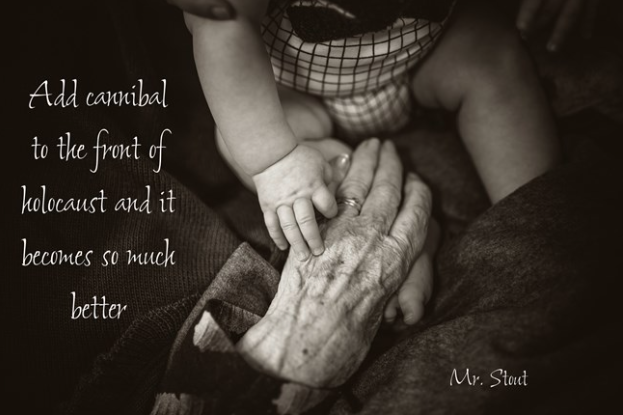 Add cannibal
to the front of
holocaust and it
becomes so much
better
Mr. Stout